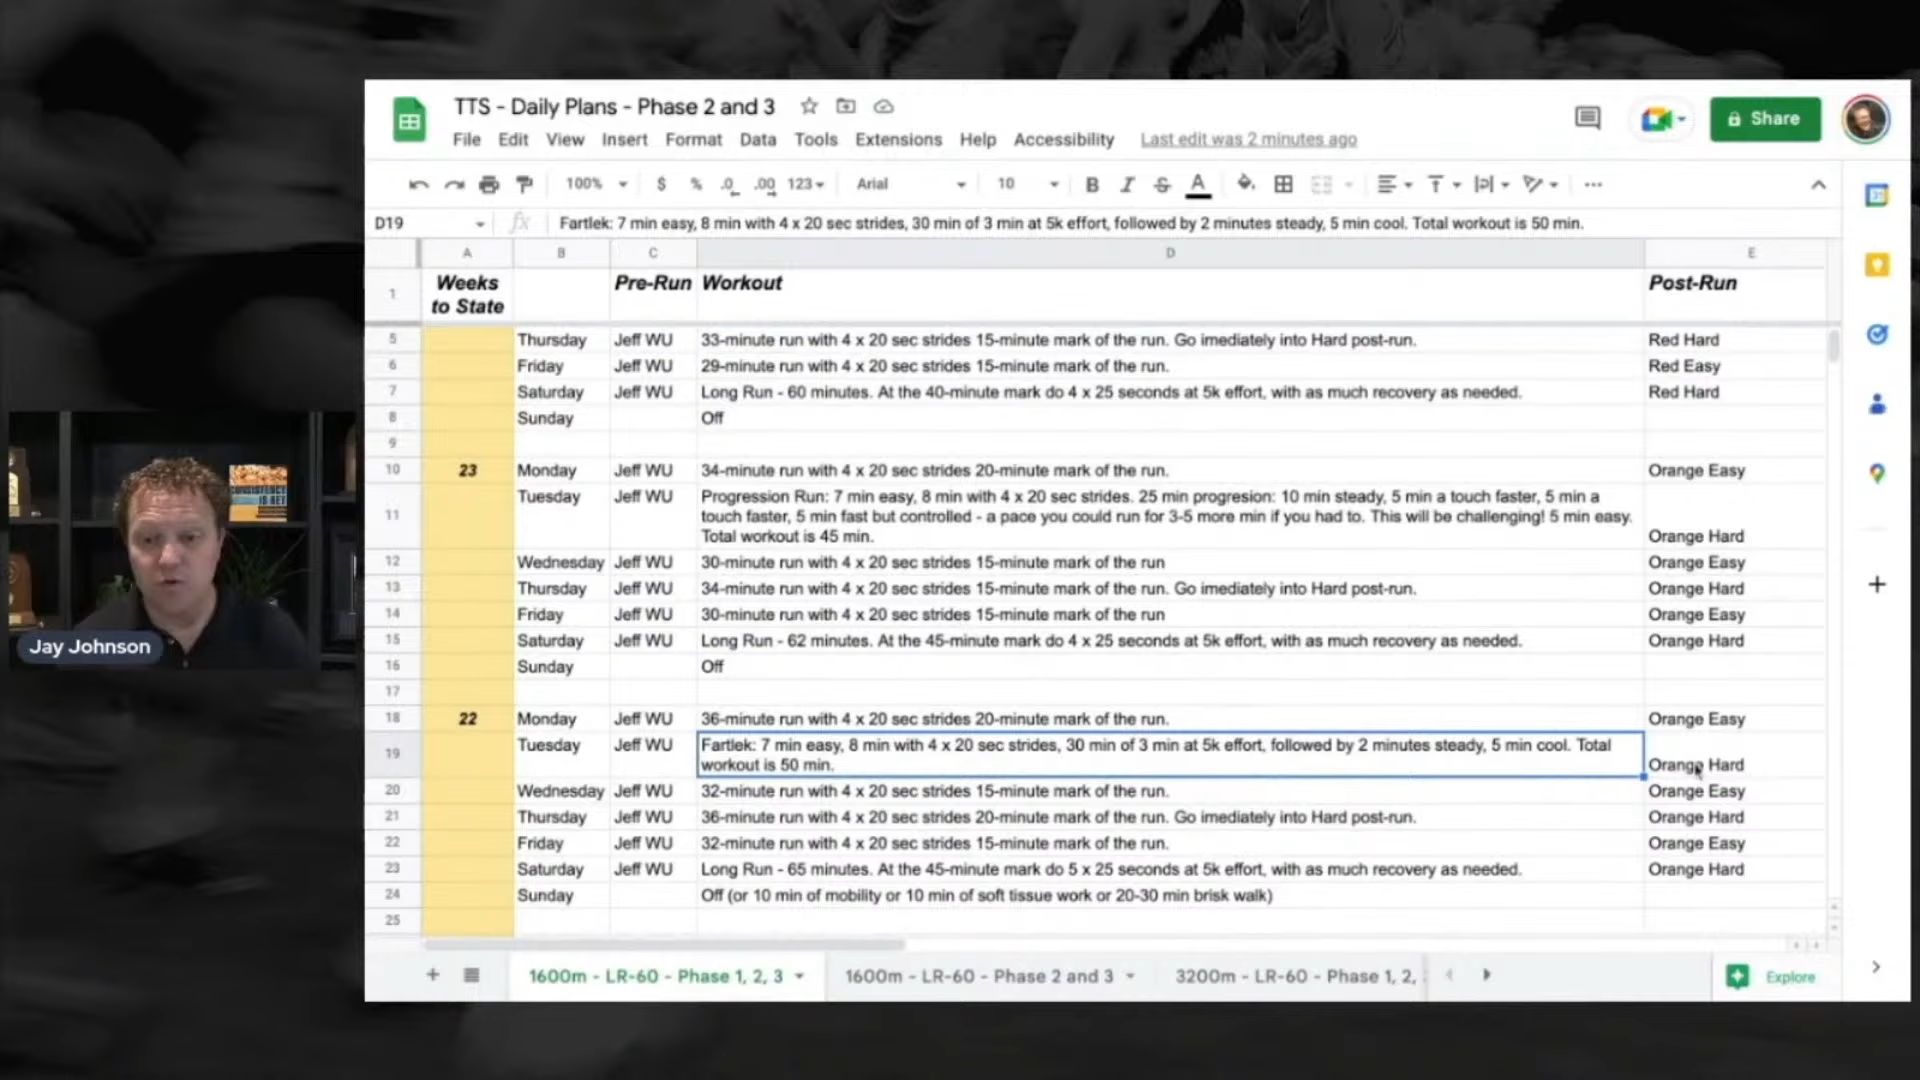 TTS - Daily Plans - Phase 2 and 3
File Edit View Insert Format Data Tools Extensions Help Accessibility Last edit was 2 minutes ago
Share
100% $ % .0 .00 123 Arial 10 B I S A
D19 fx Fartlek: 7 min easy, 8 min with 4 x 20 sec strides, 30 min of 3 min at 5k effort, followed by 2 minutes steady, 5 min cool. Total workout is 50 min.
A B C D E
1 Weeks to State Pre-Run Workout Post-Run
5 Thursday Jeff WU 33-minute run with 4 x 20 sec strides 15-minute mark of the run. Go imediately into Hard post-run. Red Hard
6 Friday Jeff WU 29-minute run with 4 x 20 sec strides 15-minute mark of the run. Red Easy
7 Saturday Jeff WU Long Run - 60 minutes. At the 40-minute mark do 4 x 25 seconds at 5k effort, with as much recovery as needed. Red Hard
8 Sunday Off
9
10 23 Monday Jeff WU 34-minute run with 4 x 20 sec strides 20-minute mark of the run. Orange Easy
11 Tuesday Jeff WU Progression Run: 7 min easy, 8 min with 4 x 20 sec strides. 25 min progresion: 10 min steady, 5 min a touch faster, 5 min a
touch faster, 5 min fast but controlled - a pace you could run for 3-5 more min if you had to. This will be challenging! 5 min easy.
Total workout is 45 min. Orange Hard
12 Wednesday Jeff WU 30-minute run with 4 x 20 sec strides 15-minute mark of the run Orange Easy
13 Thursday Jeff WU 34-minute run with 4 x 20 sec strides 15-minute mark of the run. Go imediately into Hard post-run. Orange Hard
14 Friday Jeff WU 30-minute run with 4 x 20 sec strides 15-minute mark of the run Orange Easy
15 Saturday Jeff WU Long Run - 62 minutes. At the 45-minute mark do 4 x 25 seconds at 5k effort, with as much recovery as needed. Orange Hard
16 Sunday Off
17
18 22 Monday Jeff WU 36-minute run with 4 x 20 sec strides 20-minute mark of the run. Orange Easy
19 Tuesday Jeff WU Fartlek: 7 min easy, 8 min with 4 x 20 sec strides, 30 min of 3 min at 5k effort, followed by 2 minutes steady, 5 min cool. Total
workout is 50 min. Orange Hard
20 Wednesday Jeff WU 32-minute run with 4 x 20 sec strides 15-minute mark of the run. Orange Easy
21 Thursday Jeff WU 36-minute run with 4 x 20 sec strides 20-minute mark of the run. Go imediately into Hard post-run. Orange Hard
22 Friday Jeff WU 32-minute run with 4 x 20 sec strides 15-minute mark of the run. Orange Easy
23 Saturday Jeff WU Long Run - 65 minutes. At the 45-minute mark do 5 x 25 seconds at 5k effort, with as much recovery as needed. Orange Hard
24 Sunday Off (or 10 min of mobility or 10 min of soft tissue work or 20-30 min brisk walk)
25
1600m - LR-60 - Phase 1, 2, 3 1600m - LR-60 - Phase 2 and 3 3200m - LR-60 - Phase 1, 2, Explore
CONSISTENCY
IS KEY
Jay Johnson